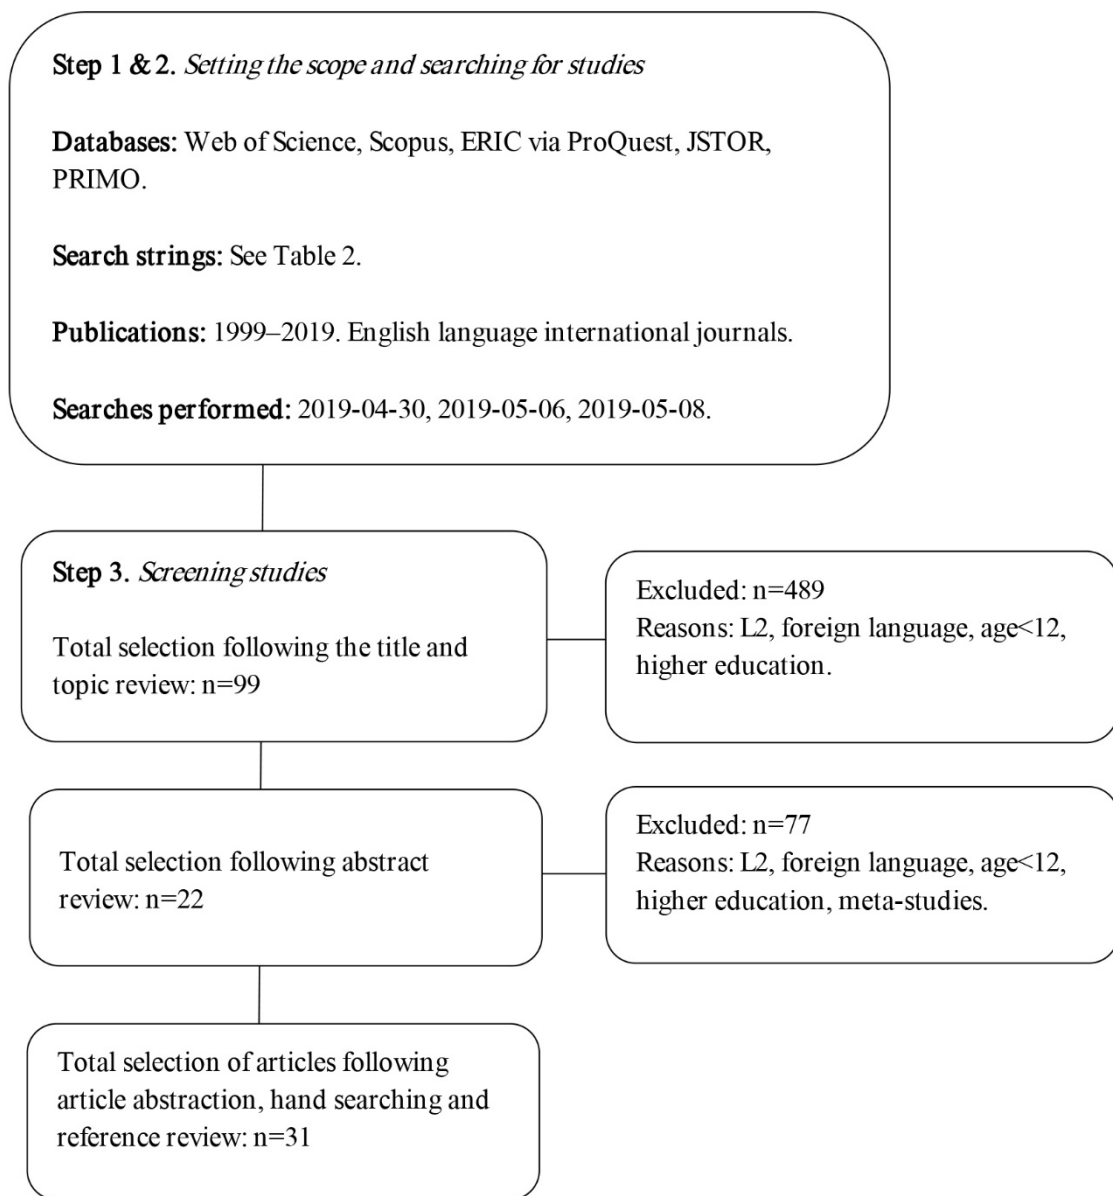 Step 1 & 2. Setting the scope and searching for studies
Databases: Web of Science, Scopus, ERIC via ProQuest, JSTOR,
PRIMO.
Search strings: See Table 2.
Publications: 1999–2019. English language international journals.
Searches performed: 2019-04-30, 2019-05-06, 2019-05-08.
Step 3. Screening studies
Total selection following the title and
topic review: n=99
Excluded: n=489
Reasons: L2, foreign language, age<12,
higher education.
Total selection following abstract
review: n=22
Excluded: n=77
Reasons: L2, foreign language, age<12,
higher education, meta-studies.
Total selection of articles following
article abstraction, hand searching and
reference review: n=31